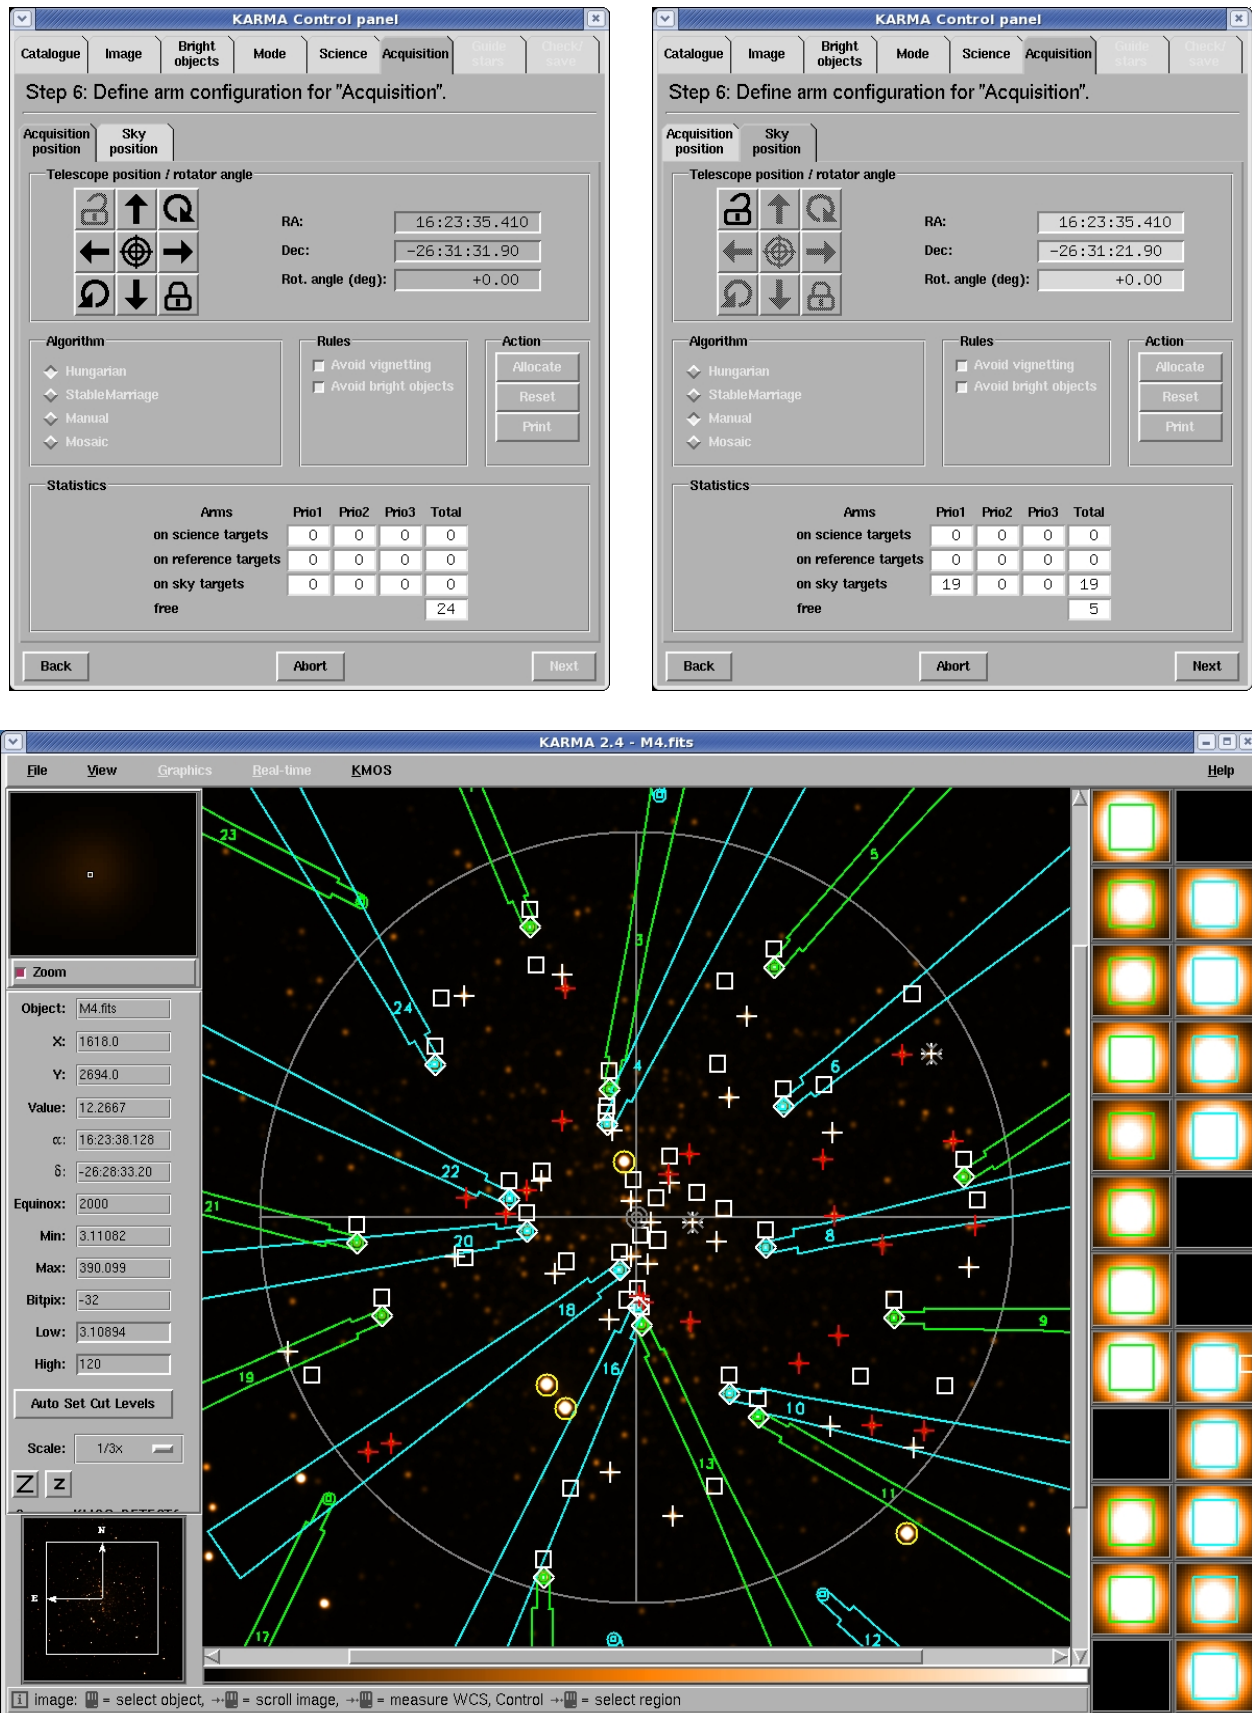 KARMA Control panel
Catalogue Image Bright objects Mode Science Acquisition Guide stars Check/ save
Step 6: Define arm configuration for "Acquisition".
Acquisition position Sky position
Telescope position / rotator angle
RA: 16:23:35.410
Dec: -26:31:31.90
Rot. angle (deg): +0.00
Algorithm Rules Action
Hungarian Avoid vignetting Allocate
StableMarriage Avoid bright objects Reset
Manual Print
Mosaic
Statistics
Arms Prio1 Prio2 Prio3 Total
on science targets 0 0 0 0
on reference targets 0 0 0 0
on sky targets 0 0 0 0
free 24
Back Abort Next
KARMA Control panel
Catalogue Image Bright objects Mode Science Acquisition Guide stars Check/ save
Step 6: Define arm configuration for "Acquisition".
Acquisition position Sky position
Telescope position / rotator angle
RA: 16:23:35.410
Dec: -26:31:21.90
Rot. angle (deg): +0.00
Algorithm Rules Action
Hungarian Avoid vignetting Allocate
StableMarriage Avoid bright objects Reset
Manual Print
Mosaic
Statistics
Arms Prio1 Prio2 Prio3 Total
on science targets 0 0 0 0
on reference targets 0 0 0 0
on sky targets 19 0 0 19
free 5
Back Abort Next
KARMA 2.4 - M4.fits
File View Graphics Real-time KMOS Help
Zoom
Object: M4.fits
X: 1618.0
Y: 2694.0
Value: 12.2667
α: 16:23:38.128
δ: -26:28:33.20
Equinox: 2000
Min: 3.11082
Max: 390.099
Bitpix: -32
Low: 3.10894
High: 120
Auto Set Cut Levels
Scale: 1/3x
Z z
N
E
23
5
3
24
4
6
22
21
20
8
18
9
19
16
10
13
11
17
12
image: = select object, = scroll image, = measure WCS, Control = select region